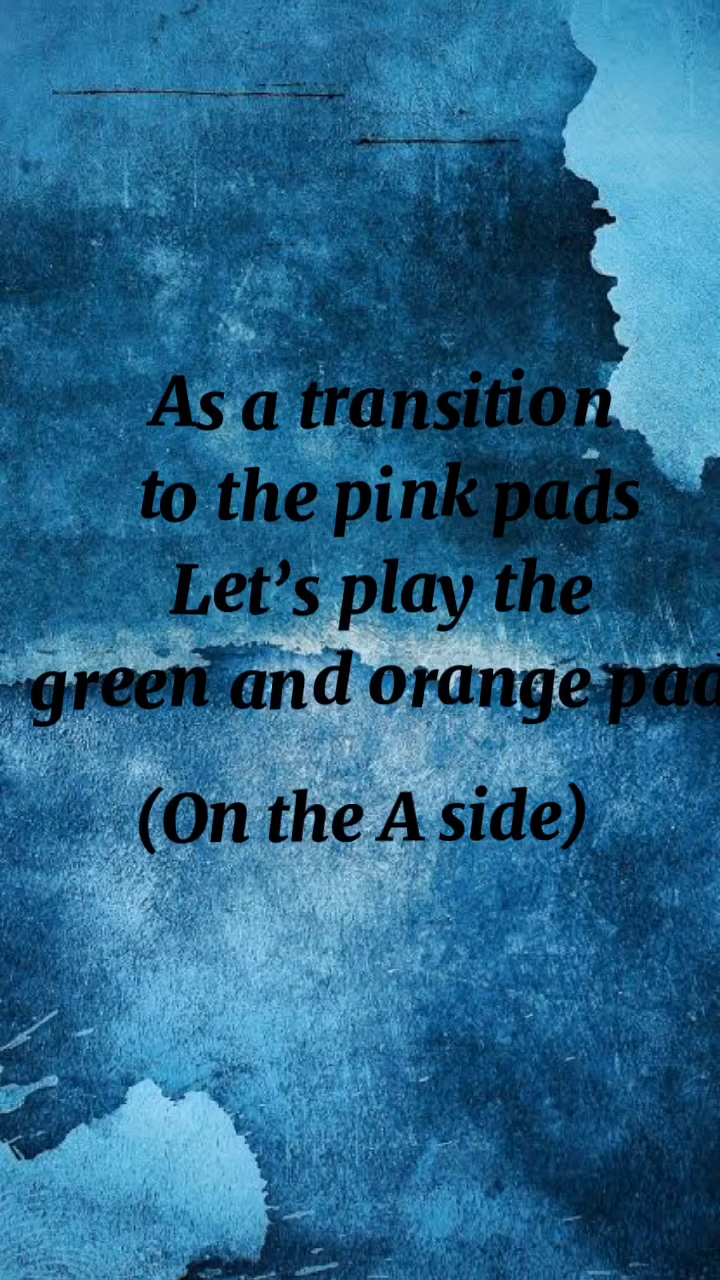 As a transition
to the pink pads
Let’s play the
green and orange pad
(On the A side)